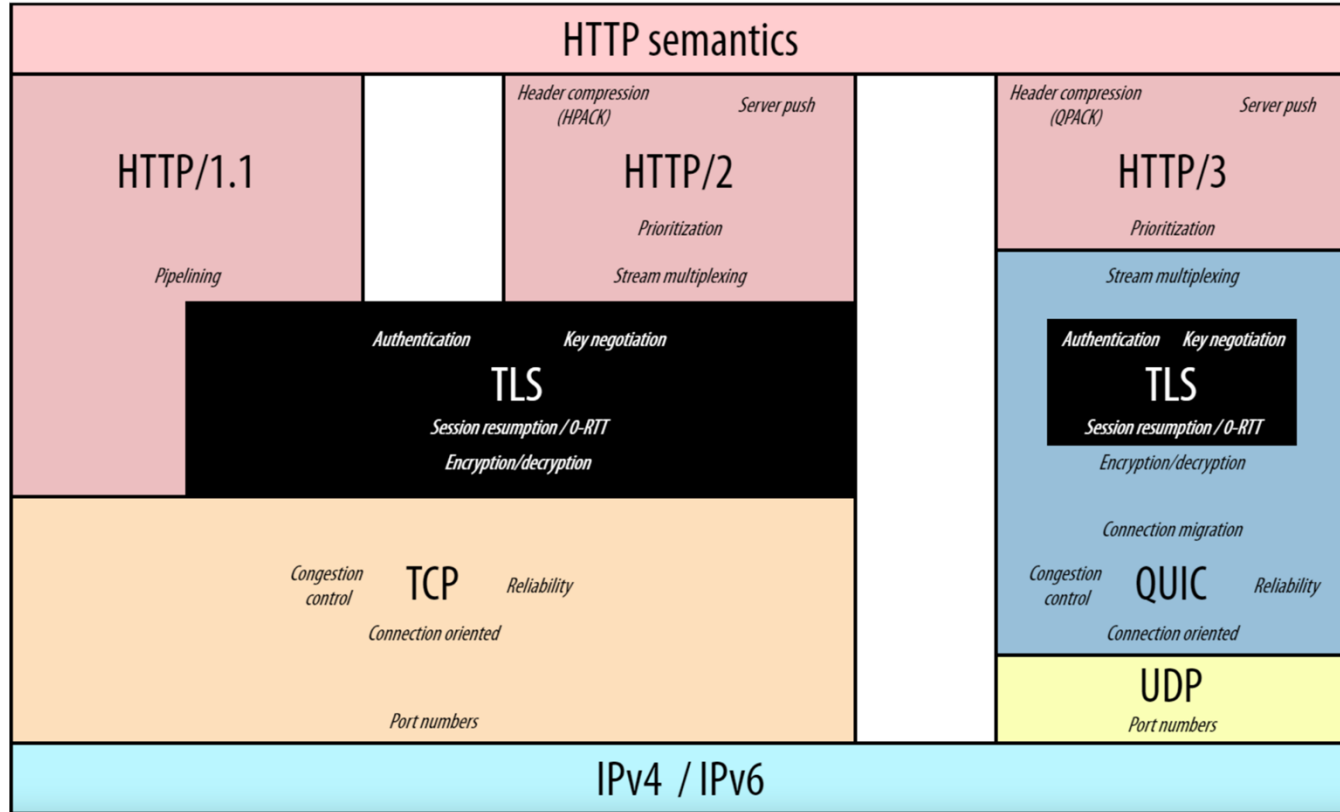 HTTP semantics
Header compression
(HPACK)
Server push
Header compression
(QPACK)
Server push
HTTP/1.1
HTTP/2
HTTP/3
Prioritization
Prioritization
Pipelining
Stream multiplexing
Stream multiplexing
Authentication
Key negotiation
Authentication
Key negotiation
TLS
TLS
Session resumption / 0-RTT
Session resumption / 0-RTT
Encryption/decryption
Encryption/decryption
Connection migration
Congestion
control
TCP
Reliability
Congestion
control
QUIC
Reliability
Connection oriented
Connection oriented
UDP
Port numbers
Port numbers
IPv4 / IPv6